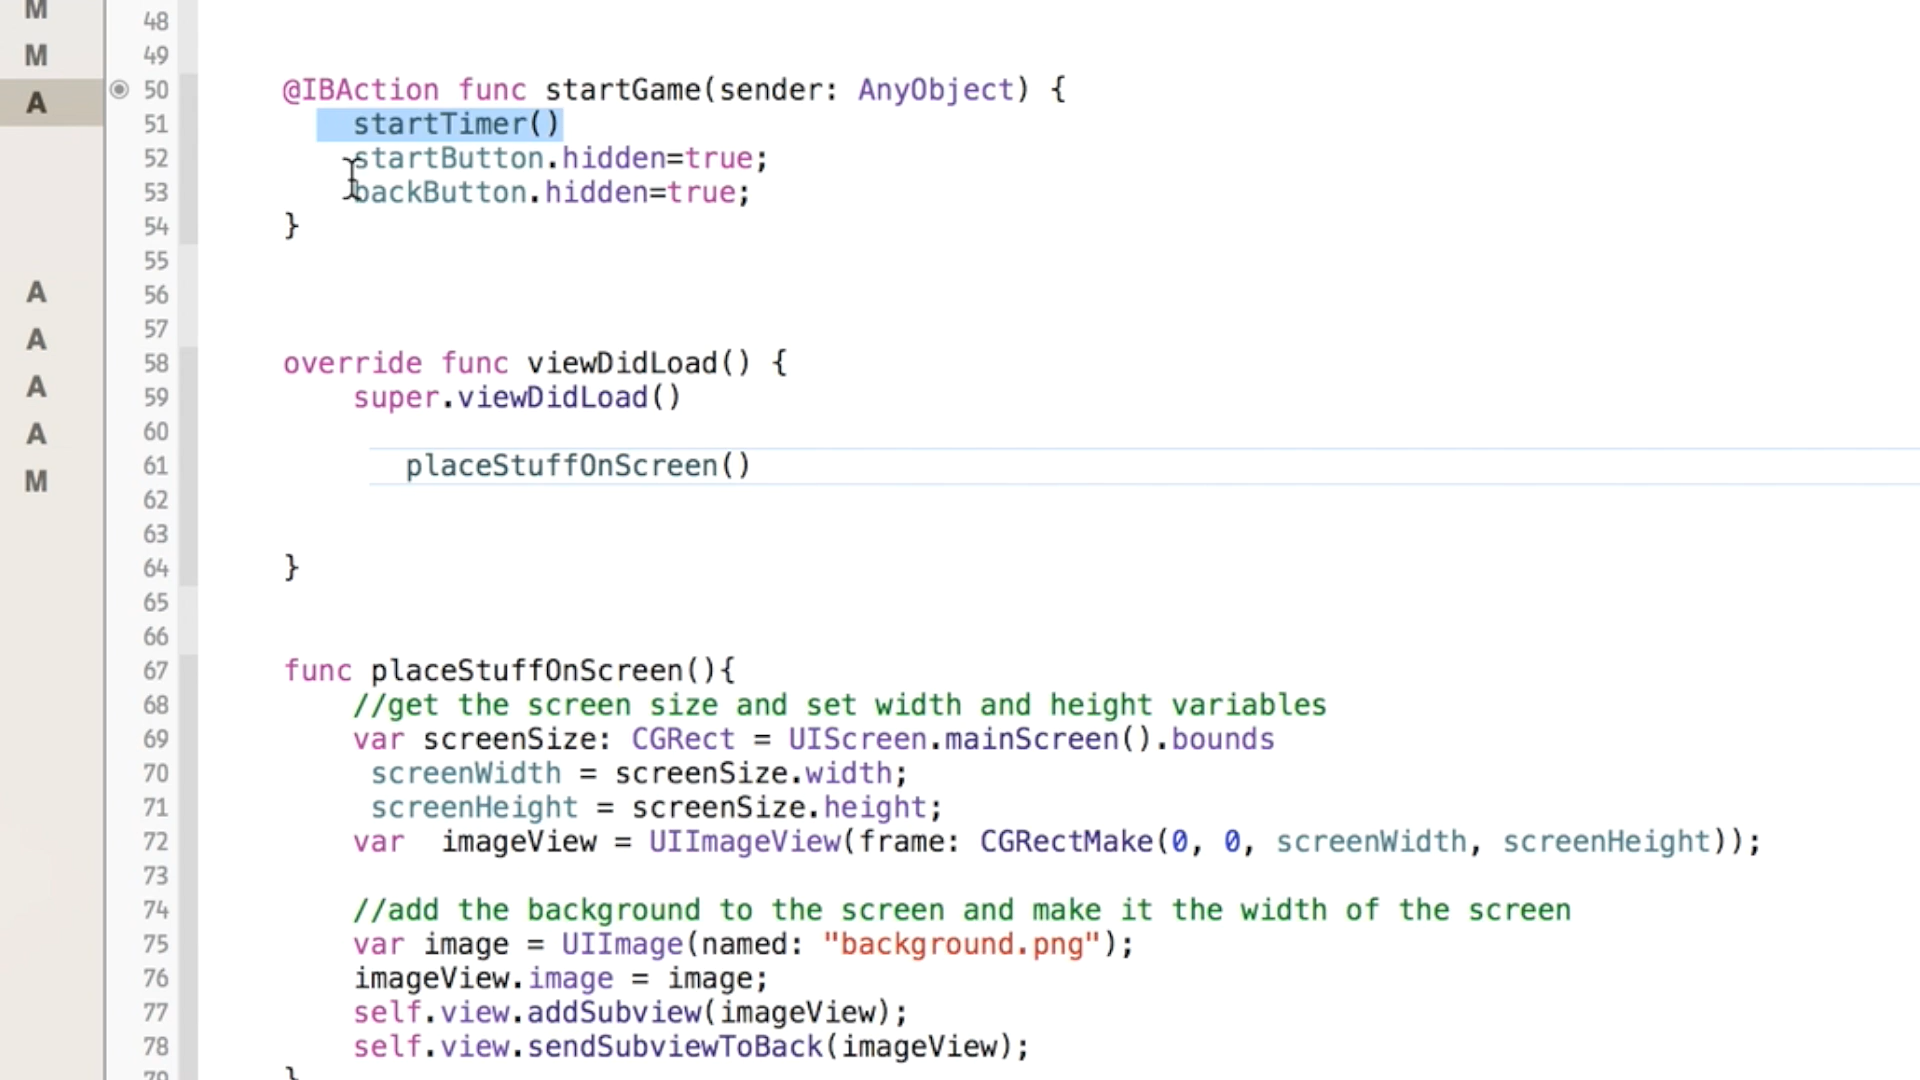 M
M
A
A
A
A
A
M
48
49
50 @IBAction func startGame(sender: AnyObject) {
51 startTimer()
52 startButton.hidden=true;
53 backButton.hidden=true;
54 }
55
56
57
58 override func viewDidLoad() {
59 super.viewDidLoad()
60
61 placeStuffOnScreen()
62
63
64 }
65
66
67 func placeStuffOnScreen(){
68 //get the screen size and set width and height variables
69 var screenSize: CGRect = UIScreen.mainScreen().bounds
70 screenWidth = screenSize.width;
71 screenHeight = screenSize.height;
72 var  imageView = UIImageView(frame: CGRectMake(0, 0, screenWidth, screenHeight));
73
74 //add the background to the screen and make it the width of the screen
75 var image = UIImage(named: "background.png");
76 imageView.image = image;
77 self.view.addSubview(imageView);
78 self.view.sendSubviewToBack(imageView);
79 }